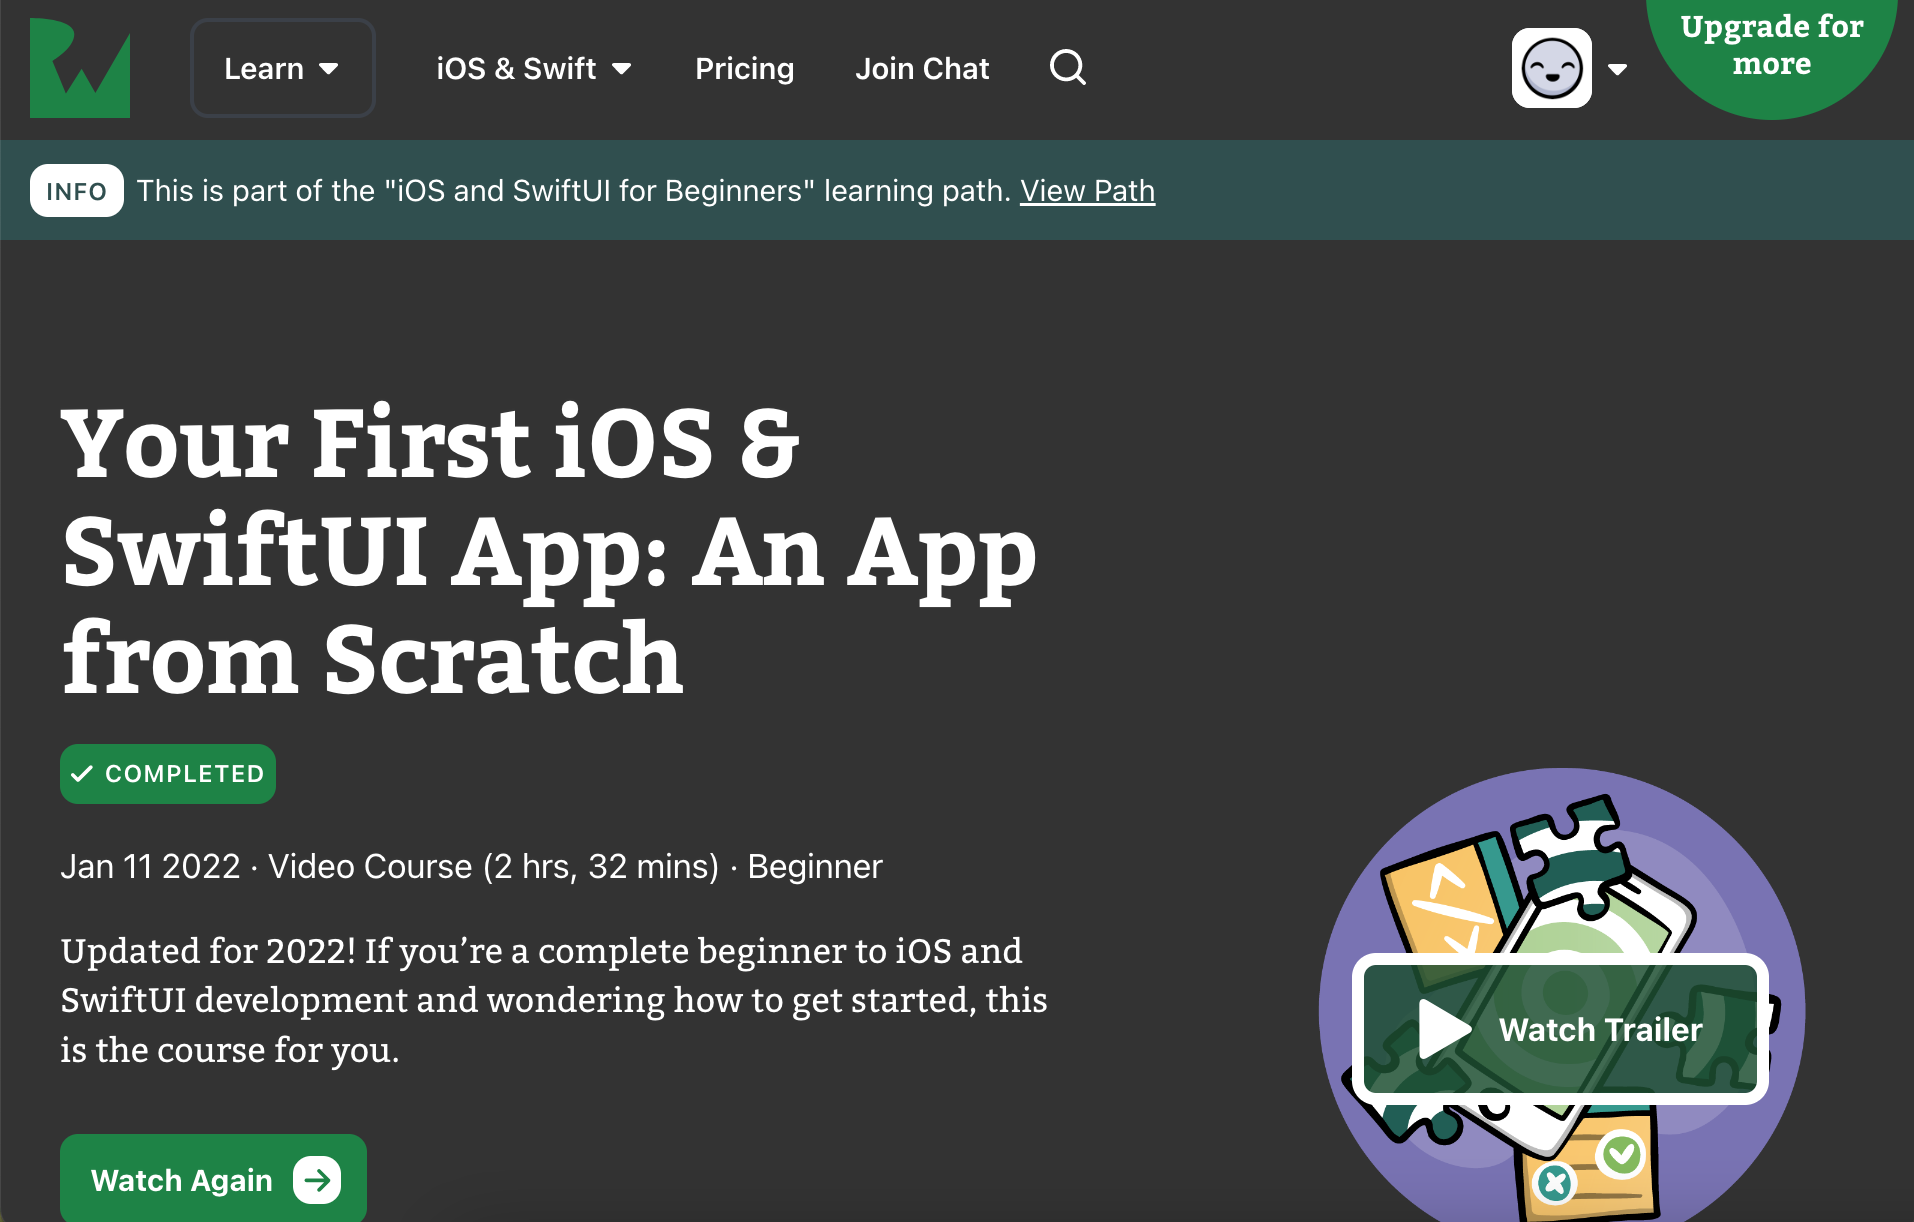 Learn
iOS & Swift
Pricing
Join Chat
Upgrade for
more
INFO
This is part of the "iOS and SwiftUI for Beginners" learning path. View Path
Your First iOS &
SwiftUI App: An App
from Scratch
COMPLETED
Jan 11 2022 · Video Course (2 hrs, 32 mins) · Beginner
Updated for 2022! If you’re a complete beginner to iOS and
SwiftUI development and wondering how to get started, this
is the course for you.
Watch Trailer
Watch Again